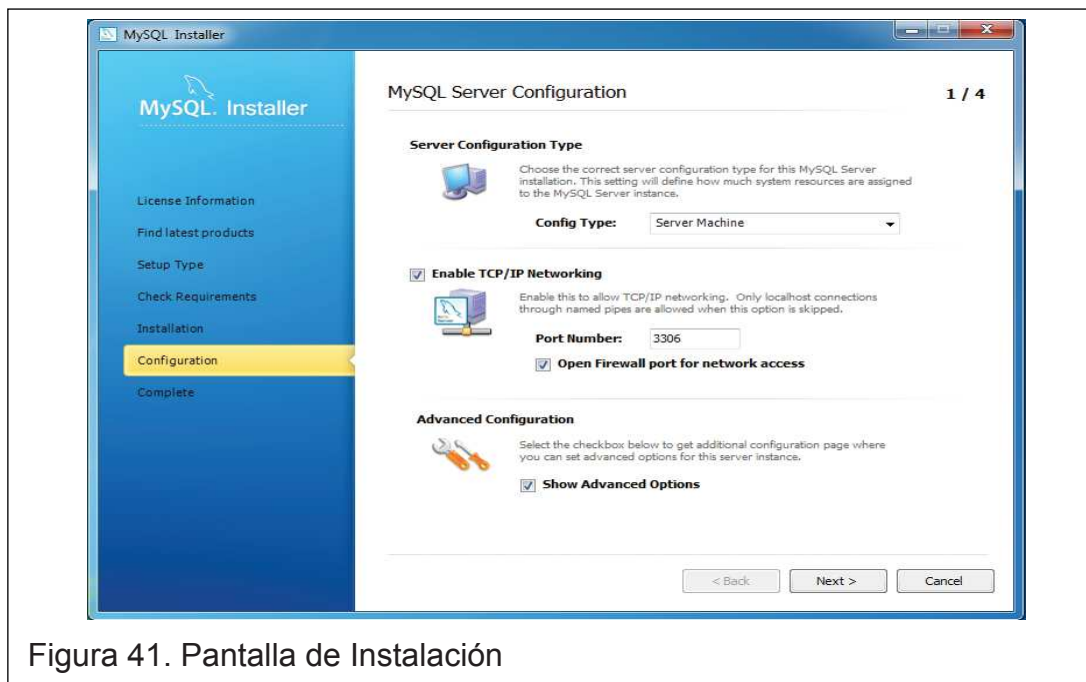 MySQL Installer
MySQL. Installer
License Information
Find latest products
Setup Type
Check Requirements
Installation
Configuration
Complete
MySQL Server Configuration
1 / 4
Server Configuration Type
Choose the correct server configuration type for this MySQL Server
installation. This setting will define how much system resources are assigned
to the MySQL Server instance.
Config Type: Server Machine
Enable TCP/IP Networking
Enable this to allow TCP/IP networking. Only localhost connections
through named pipes are allowed when this option is skipped.
Port Number: 3306
Open Firewall port for network access
Advanced Configuration
Select the checkbox below to get additional configuration page where
you can set advanced options for this server instance.
Show Advanced Options
< Back Next > Cancel
Figura 41. Pantalla de Instalación